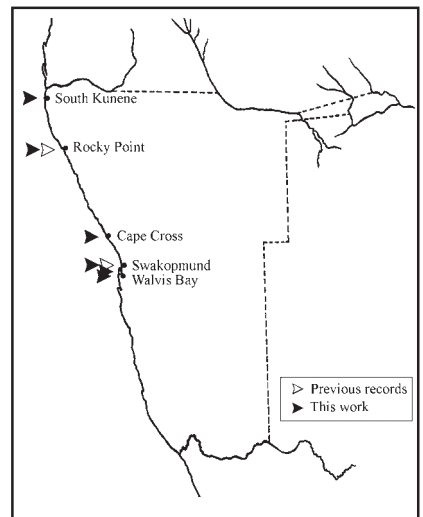 South Kunene
Rocky Point
Cape Cross
Swakopmund
Walvis Bay
Previous records
This work